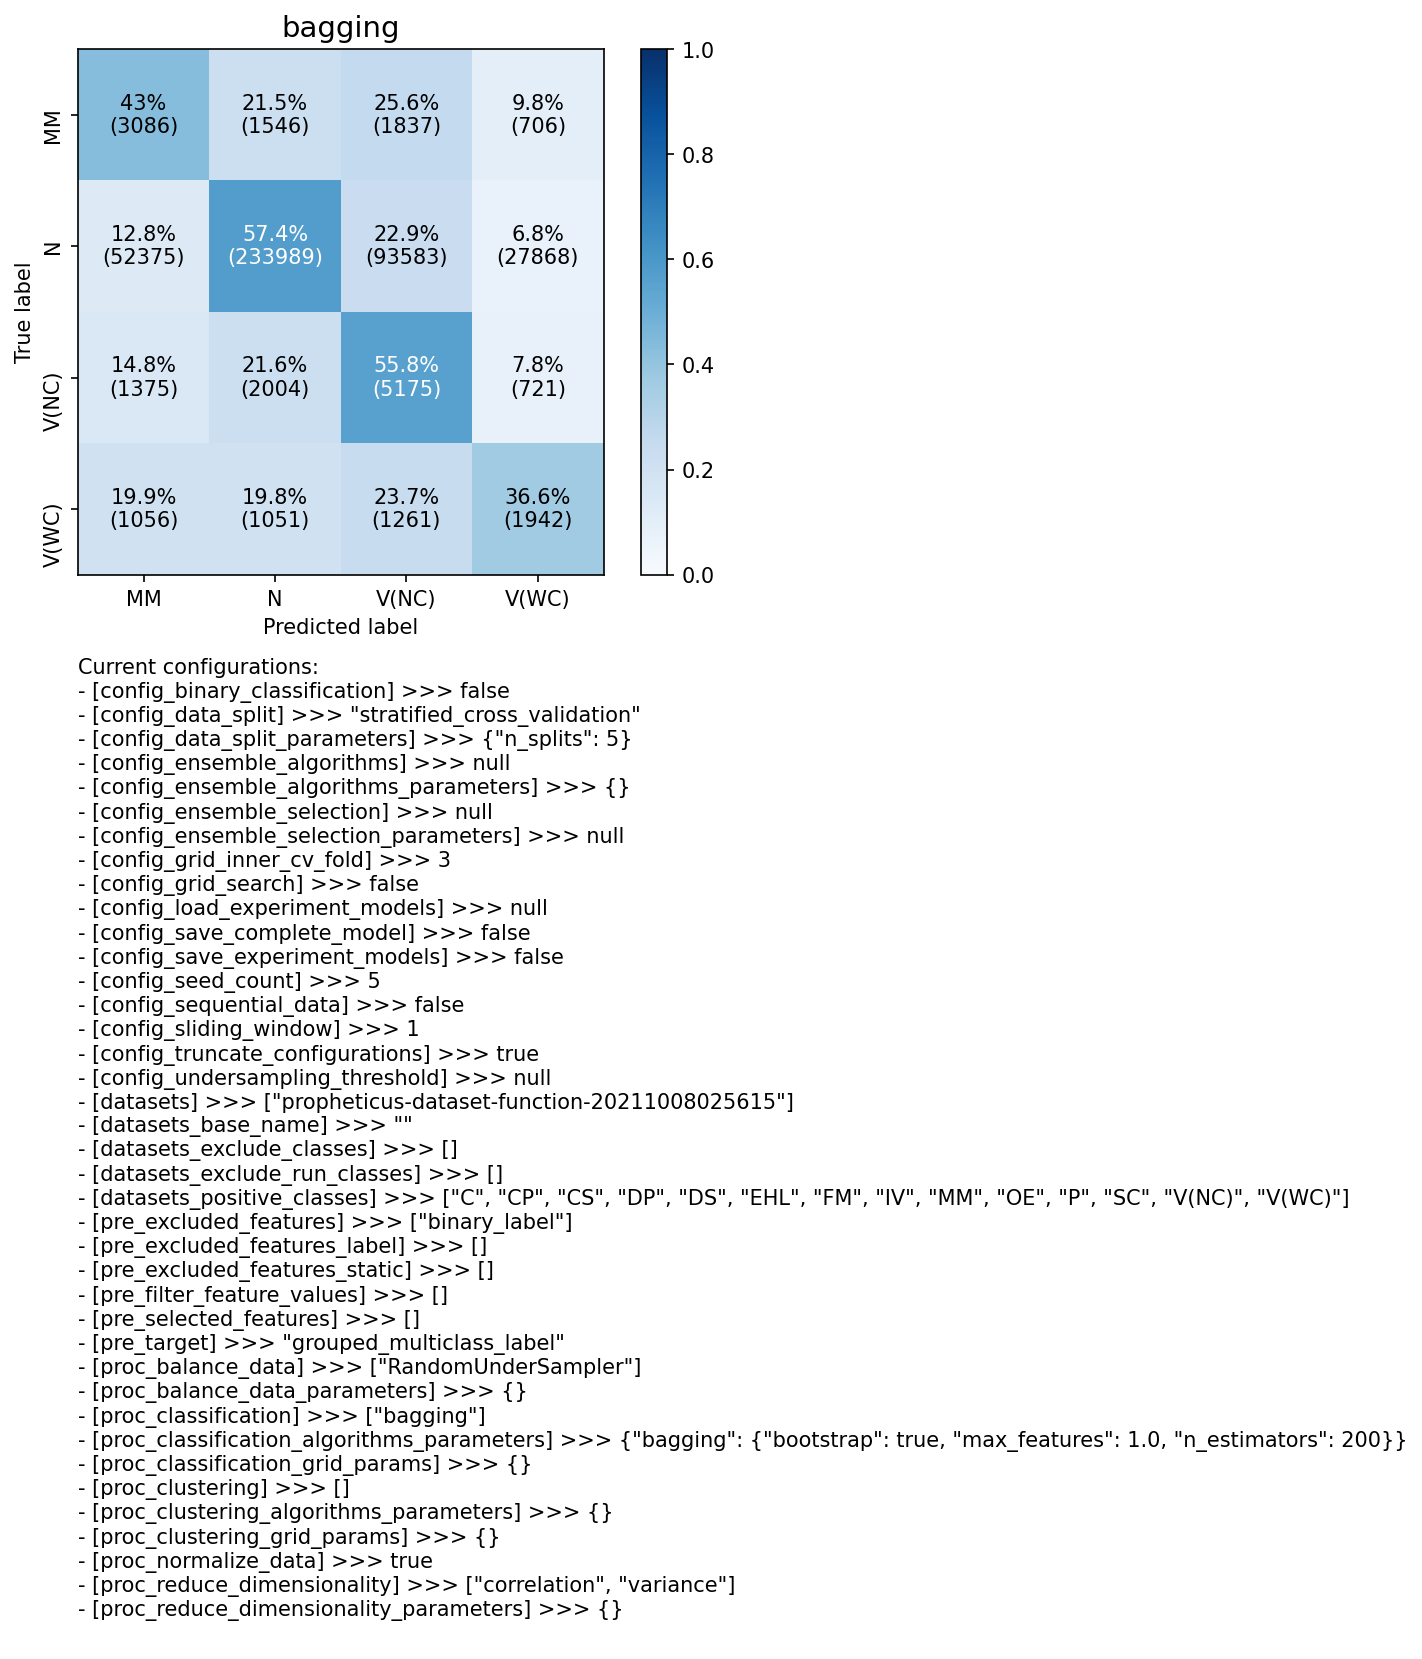 bagging
43% 21.5% 25.6% 9.8%
(3086) (1546) (1837) (706)
12.8% 57.4% 22.9% 6.8%
(52375) (233989) (93583) (27868)
14.8% 21.6% 55.8% 7.8%
(1375) (2004) (5175) (721)
19.9% 19.8% 23.7% 36.6%
(1056) (1051) (1261) (1942)
MM
N
V(NC)
V(WC)
True label
MM N V(NC) V(WC)
Predicted label
1.0
0.8
0.6
0.4
0.2
0.0
Current configurations:
- [config_binary_classification] >>> false
- [config_data_split] >>> "stratified_cross_validation"
- [config_data_split_parameters] >>> {"n_splits": 5}
- [config_ensemble_algorithms] >>> null
- [config_ensemble_algorithms_parameters] >>> {}
- [config_ensemble_selection] >>> null
- [config_ensemble_selection_parameters] >>> null
- [config_grid_inner_cv_fold] >>> 3
- [config_grid_search] >>> false
- [config_load_experiment_models] >>> null
- [config_save_complete_model] >>> false
- [config_save_experiment_models] >>> false
- [config_seed_count] >>> 5
- [config_sequential_data] >>> false
- [config_sliding_window] >>> 1
- [config_truncate_configurations] >>> true
- [config_undersampling_threshold] >>> null
- [datasets] >>> ["propheticus-dataset-function-20211008025615"]
- [datasets_base_name] >>> ""
- [datasets_exclude_classes] >>> []
- [datasets_exclude_run_classes] >>> []
- [datasets_positive_classes] >>> ["C", "CP", "CS", "DP", "DS", "EHL", "FM", "IV", "MM", "OE", "P", "SC", "V(NC)", "V(WC)"]
- [pre_excluded_features] >>> ["binary_label"]
- [pre_excluded_features_label] >>> []
- [pre_excluded_features_static] >>> []
- [pre_filter_feature_values] >>> []
- [pre_selected_features] >>> []
- [pre_target] >>> "grouped_multiclass_label"
- [proc_balance_data] >>> ["RandomUnderSampler"]
- [proc_balance_data_parameters] >>> {}
- [proc_classification] >>> ["bagging"]
- [proc_classification_algorithms_parameters] >>> {"bagging": {"bootstrap": true, "max_features": 1.0, "n_estimators": 200}}
- [proc_classification_grid_params] >>> {}
- [proc_clustering] >>> []
- [proc_clustering_algorithms_parameters] >>> {}
- [proc_clustering_grid_params] >>> {}
- [proc_normalize_data] >>> true
- [proc_reduce_dimensionality] >>> ["correlation", "variance"]
- [proc_reduce_dimensionality_parameters] >>> {}